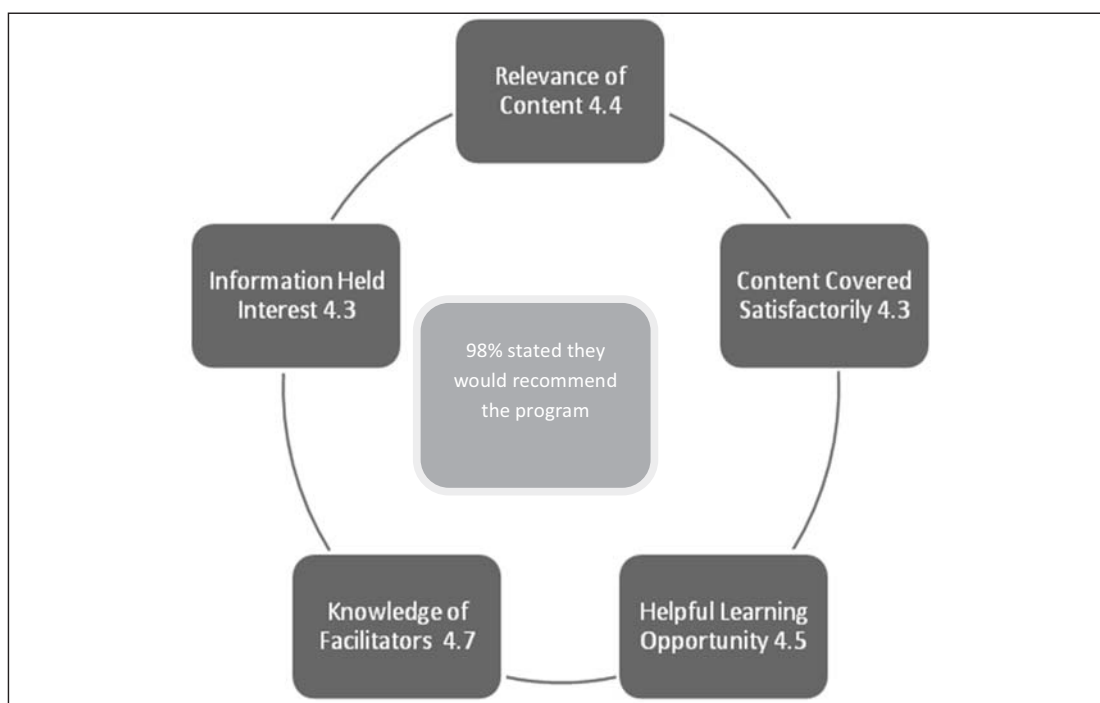 Relevance of
Content 4.4
Information Held
Interest 4.3
Content Covered
Satisfactorily 4.3
98% stated they
would recommend
the program
Knowledge of
Facilitators 4.7
Helpful Learning
Opportunity 4.5